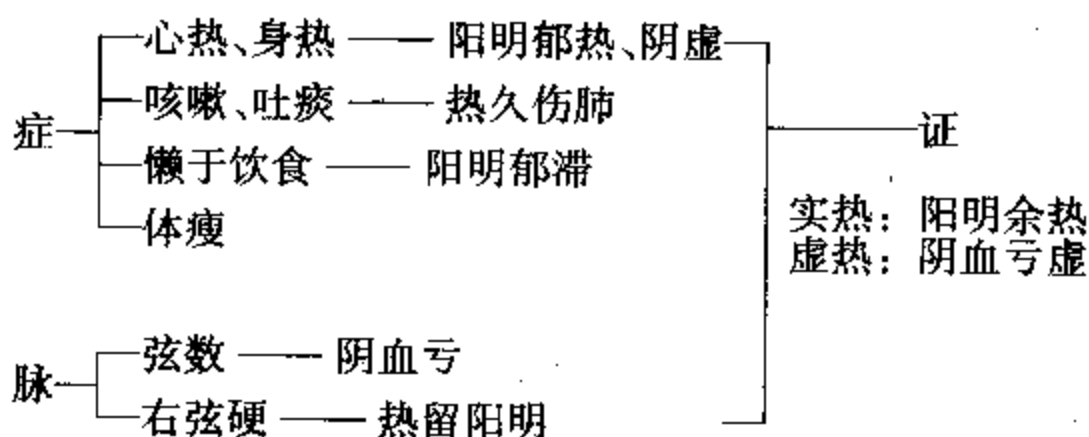 心热、身热 阳明郁热、阴虚
咳嗽、吐痰 热久伤肺
症 证
懒于饮食 阳明郁滞
体瘦
实热：阳明余热
虚热：阴血亏虚
弦数 阴血亏
脉
右弦硬 热留阳明